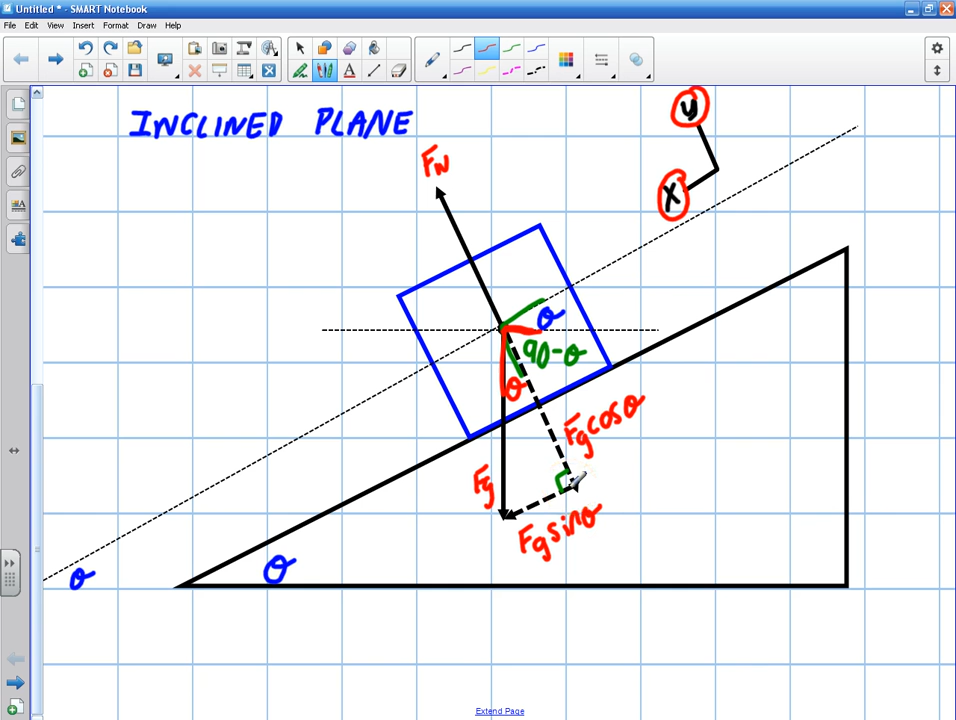 Untitled * - SMART Notebook
File Edit View Insert Format Draw Help
INCLINED PLANE
y
x
FN
θ
90-θ
θ
Fgcosθ
Fg
Fgsinθ
θ
θ
Extend Page